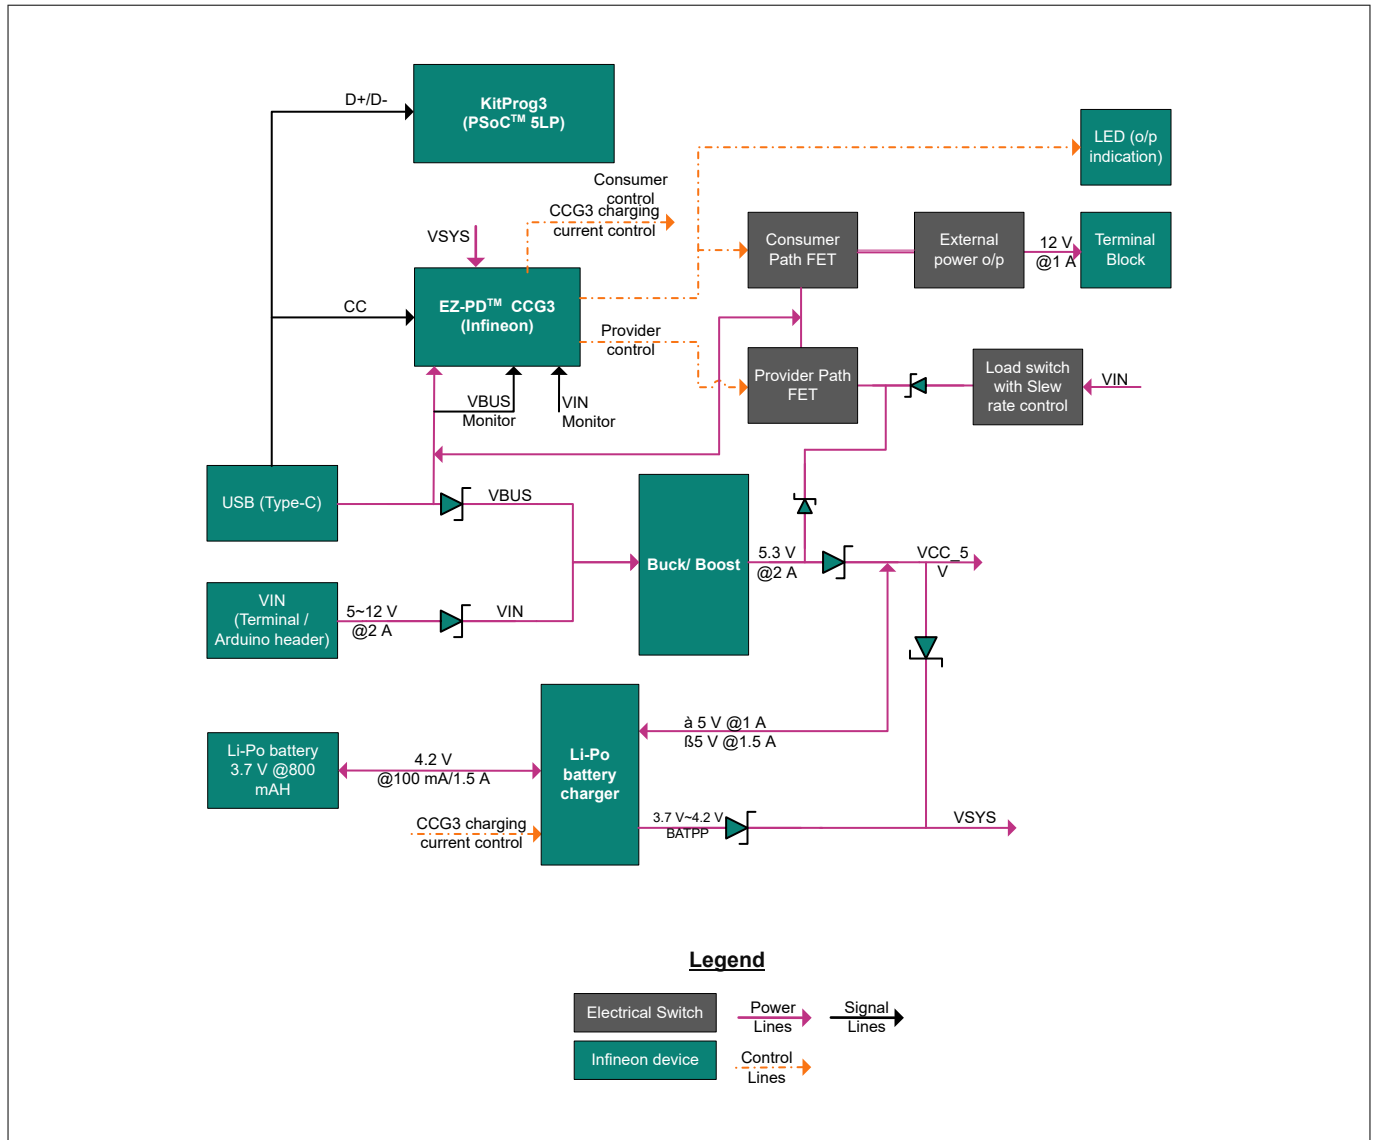 D+/D-
KitProg3
(PSoC™ 5LP)
LED (o/p
indication)
Consumer
control
CCG3 charging
current control
VSYS
Consumer
Path FET
External
power o/p
12 V
@1 A
Terminal
Block
CC
EZ-PD™ CCG3
(Infineon)
Provider
control
Provider Path
FET
Load switch
with Slew
rate control
VIN
VBUS
Monitor
VIN
Monitor
USB (Type-C)
VBUS
Buck/ Boost
5.3 V
@2 A
VCC_5
V
VIN
(Terminal /
Arduino header)
5~12 V
@2 A
VIN
Li-Po battery
3.7 V @800
mAH
4.2 V
@100 mA/1.5 A
Li-Po
battery
charger
à 5 V @1 A
ß5 V @1.5 A
CCG3 charging
current control
3.7 V~4.2 V
BATPP
VSYS
Legend
Electrical Switch
Power
Lines
Signal
Lines
Infineon device
Control
Lines